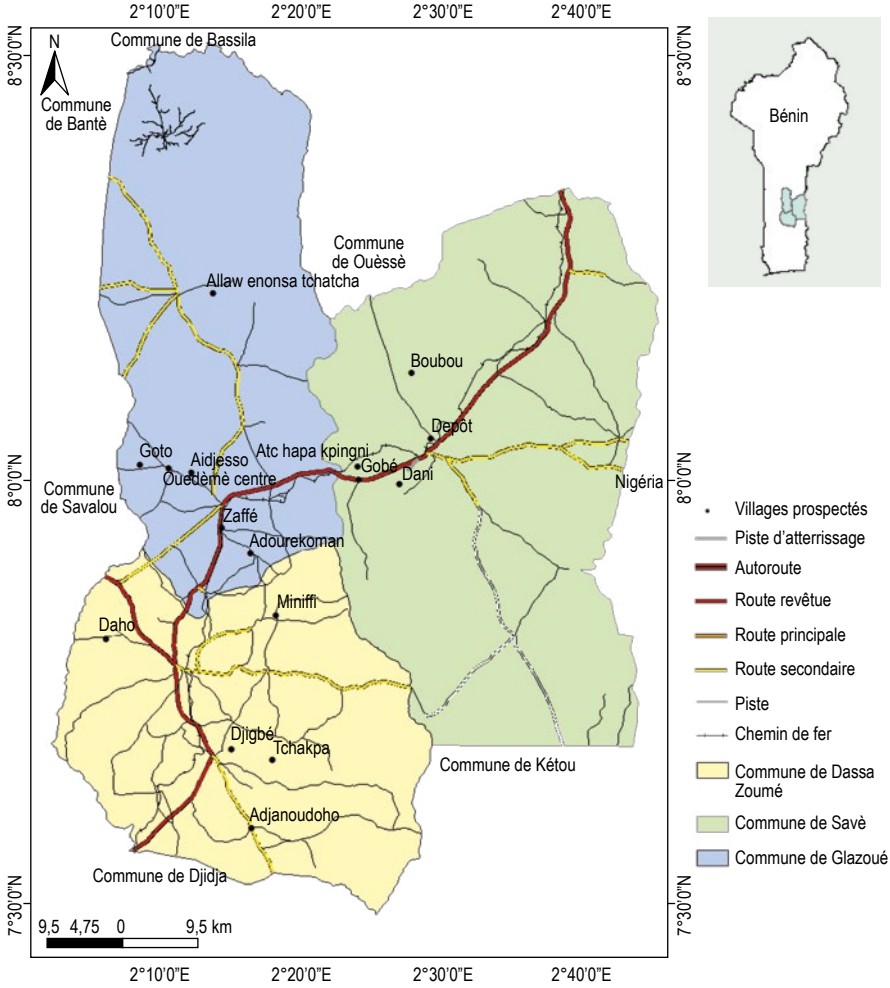 2°10'0"E
2°20'0"E
2°30'0"E
2°40'0"E
8°30'0"N
8°0'0"N
7°30'0"N
8°30'0"N
8°0'0"N
7°30'0"N
N
Commune de Bassila
Commune
de Bantè
Commune
de Ouèssè
Allaw enonsa tchatcha
Boubou
Depôt
Goto
Aidjesso
Ouèdèmè centre
Atc hapa kpingni
Gobé
Dani
Nigéria
Commune
de Savalou
Zaffé
Adourekoman
Miniffi
Daho
Djigbé
Tchakpa
Commune de Kétou
Adjanoudoho
Commune de Djidja
9,5 4,75 0 9,5 km
2°10'0"E
2°20'0"E
2°30'0"E
2°40'0"E
Bénin
Villages prospectés
Piste d'atterrissage
Autoroute
Route revêtue
Route principale
Route secondaire
Piste
Chemin de fer
Commune de Dassa
Zoumé
Commune de Savè
Commune de Glazoué